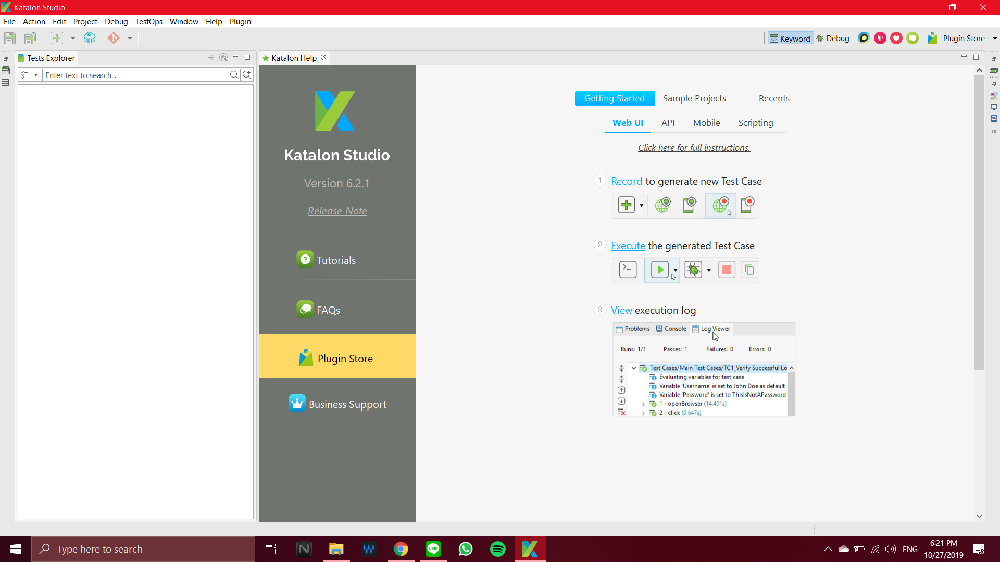 Katalon Studio
File Action Edit Project Debug TestOps Window Help Plugin
Keyword Debug Plugin Store
Tests Explorer
Katalon Help
Enter text to search...
Katalon Studio
Version 6.2.1
Release Note
Tutorials
FAQs
Plugin Store
Business Support
Getting Started Sample Projects Recents
Web UI API Mobile Scripting
Click here for full instructions.
1 Record to generate new Test Case
2 Execute the generated Test Case
3 View execution log
Problems Console Log Viewer
Runs: 1/1 Passes: 1 Failures: 0 Errors: 0
Test Cases/Main Test Cases/TC1_Verify Successful Lo
Evaluating variables for test case
Variable 'Username' is set to John Doe as default
Variable 'Password' is set to ThisIsNotAPassword
1 - openBrowser (14.401s)
2 - click (0.647s)
Type here to search
LINE
ENG
6:21 PM
10/27/2019